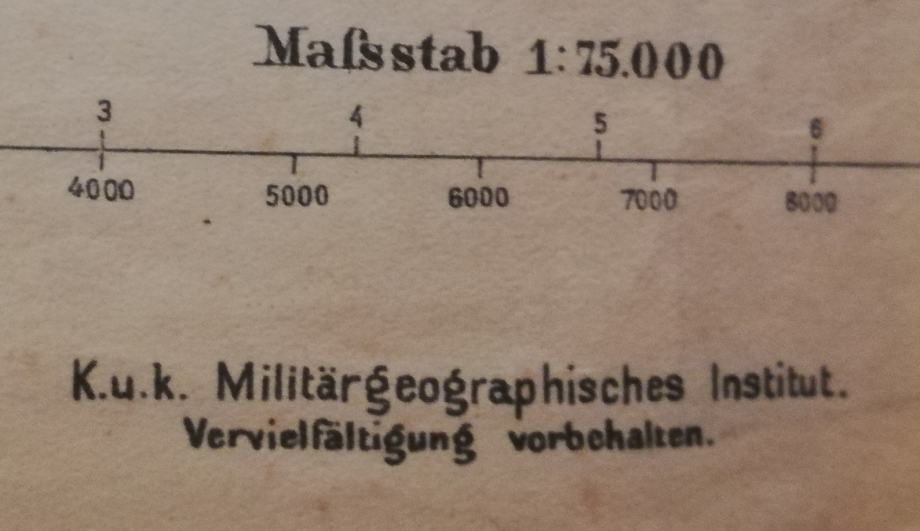 Maſsstab 1:75.000
3 4 5 6
4000 5000 6000 7000 8000
K.u.k. Militärgeographisches Institut.
Vervielfältigung vorbehalten.